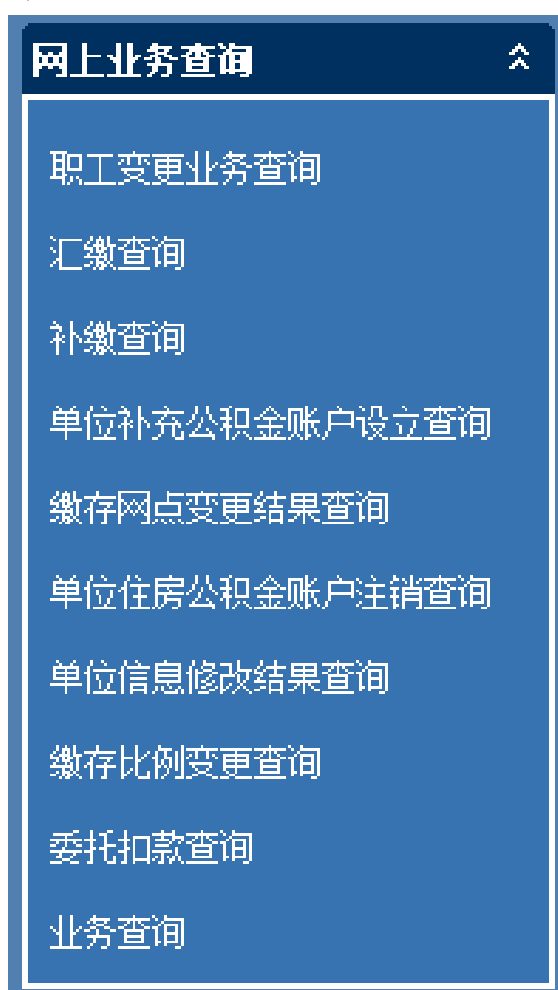 网上业务查询
职工变更业务查询
汇缴查询
补缴查询
单位补充公积金账户设立查询
缴存网点变更结果查询
单位住房公积金账户注销查询
单位信息修改结果查询
缴存比例变更查询
委托扣款查询
业务查询